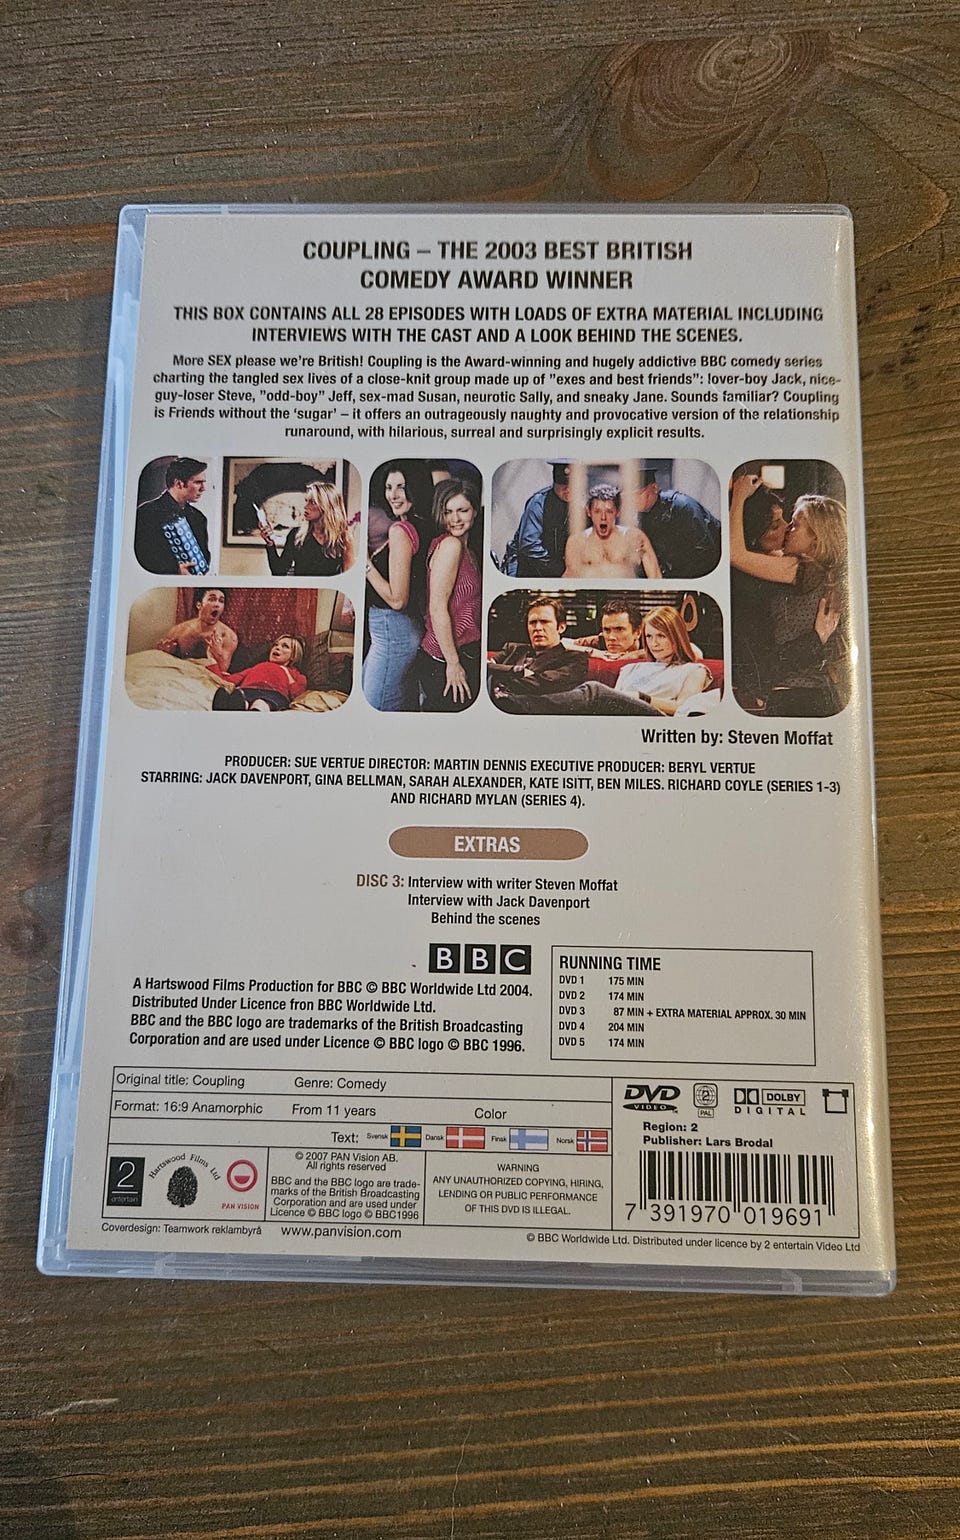 COUPLING – THE 2003 BEST BRITISH
COMEDY AWARD WINNER
THIS BOX CONTAINS ALL 28 EPISODES WITH LOADS OF EXTRA MATERIAL INCLUDING
INTERVIEWS WITH THE CAST AND A LOOK BEHIND THE SCENES.
More SEX please we're British! Coupling is the Award-winning and hugely addictive BBC comedy series
charting the tangled sex lives of a close-knit group made up of "exes and best friends": lover-boy Jack, nice-
guy-loser Steve, "odd-boy" Jeff, sex-mad Susan, neurotic Sally, and sneaky Jane. Sounds familiar? Coupling
is Friends without the 'sugar' – it offers an outrageously naughty and provocative version of the relationship
runaround, with hilarious, surreal and surprisingly explicit results.
Written by: Steven Moffat
PRODUCER: SUE VERTUE DIRECTOR: MARTIN DENNIS EXECUTIVE PRODUCER: BERYL VERTUE
STARRING: JACK DAVENPORT, GINA BELLMAN, SARAH ALEXANDER, KATE ISITT, BEN MILES. RICHARD COYLE (SERIES 1-3)
AND RICHARD MYLAN (SERIES 4).
EXTRAS
DISC 3: Interview with writer Steven Moffat
Interview with Jack Davenport
Behind the scenes
BBC
A Hartswood Films Production for BBC © BBC Worldwide Ltd 2004.
Distributed Under Licence fron BBC Worldwide Ltd.
BBC and the BBC logo are trademarks of the British Broadcasting
Corporation and are used under Licence © BBC logo © BBC 1996.
RUNNING TIME
DVD 1 175 MIN
DVD 2 174 MIN
DVD 3 87 MIN + EXTRA MATERIAL APPROX. 30 MIN
DVD 4 204 MIN
DVD 5 174 MIN
Original title: Coupling Genre: Comedy
Format: 16:9 Anamorphic From 11 years Color
Text: Svensk Dansk Finsk Norsk
2 entertain
Hartswood Films Ltd
PAN VISION
© 2007 PAN Vision AB.
All rights reserved
BBC and the BBC logo are trade-
marks of the British Broadcasting
Corporation and are used under
Licence © BBC logo © BBC1996
WARNING
ANY UNAUTHORIZED COPYING, HIRING,
LENDING OR PUBLIC PERFORMANCE
OF THIS DVD IS ILLEGAL.
DVD VIDEO
2 PAL
DOLBY DIGITAL
Region: 2
Publisher: Lars Brodal
7 391970 019691
Coverdesign: Teamwork reklambyrå www.panvision.com
© BBC Worldwide Ltd. Distributed under licence by 2 entertain Video Ltd